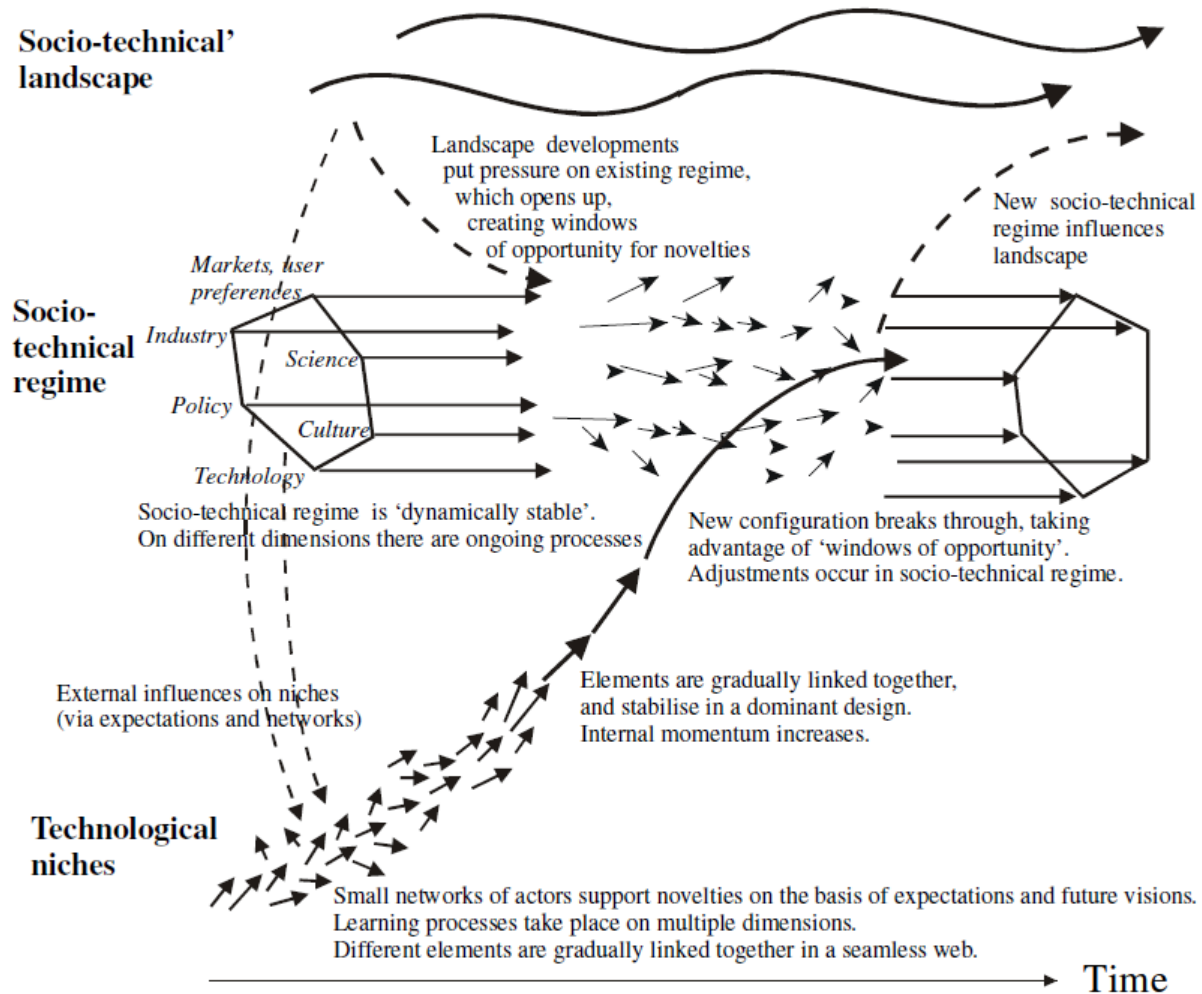 Socio-technical’
landscape
Landscape developments
put pressure on existing regime,
which opens up,
creating windows
of opportunity for novelties
New socio-technical
regime influences
landscape
Markets, user
preferences
Socio-
technical
regime
Industry
Science
Policy
Culture
Technology
Socio-technical regime is ‘dynamically stable’.
On different dimensions there are ongoing processes
New configuration breaks through, taking
advantage of ‘windows of opportunity’.
Adjustments occur in socio-technical regime.
External influences on niches
(via expectations and networks)
Elements are gradually linked together,
and stabilise in a dominant design.
Internal momentum increases.
Technological
niches
Small networks of actors support novelties on the basis of expectations and future visions.
Learning processes take place on multiple dimensions.
Different elements are gradually linked together in a seamless web.
Time